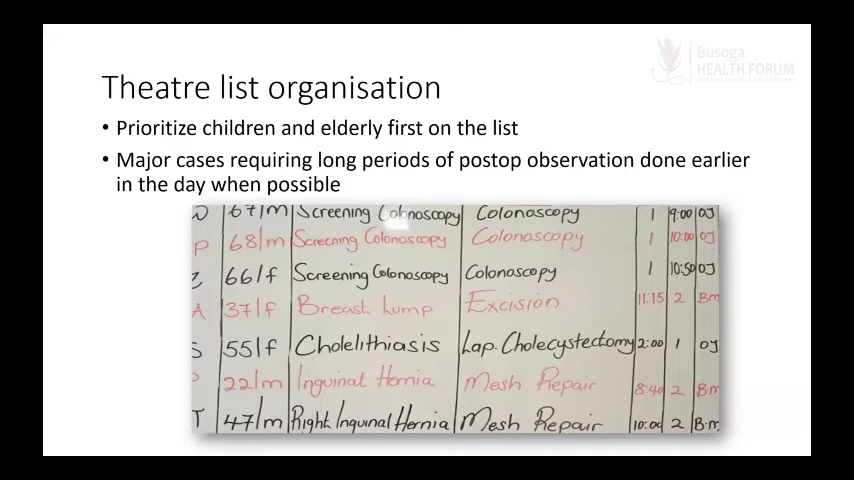 Busoga
HEALTH FORUM
Theatre list organisation
• Prioritize children and elderly first on the list
• Major cases requiring long periods of postop observation done earlier
in the day when possible
67/m Screening Colonoscopy Colonoscopy 1 9:00 OJ
P 68/m Screening Colonoscopy Colonoscopy 1 10:00 OJ
Z 66/f Screening Colonoscopy Colonoscopy 1 10:50 OJ
A 37/f Breast Lump Excision 11:15 2 Bm
S 55/f Cholelithiasis Lap. Cholecystectomy 2:00 1 OJ
P 22/m Inguinal Hernia Mesh Repair 8:40 2 Bm
T 47/m Right Inguinal Hernia Mesh Repair 10:00 2 B.m